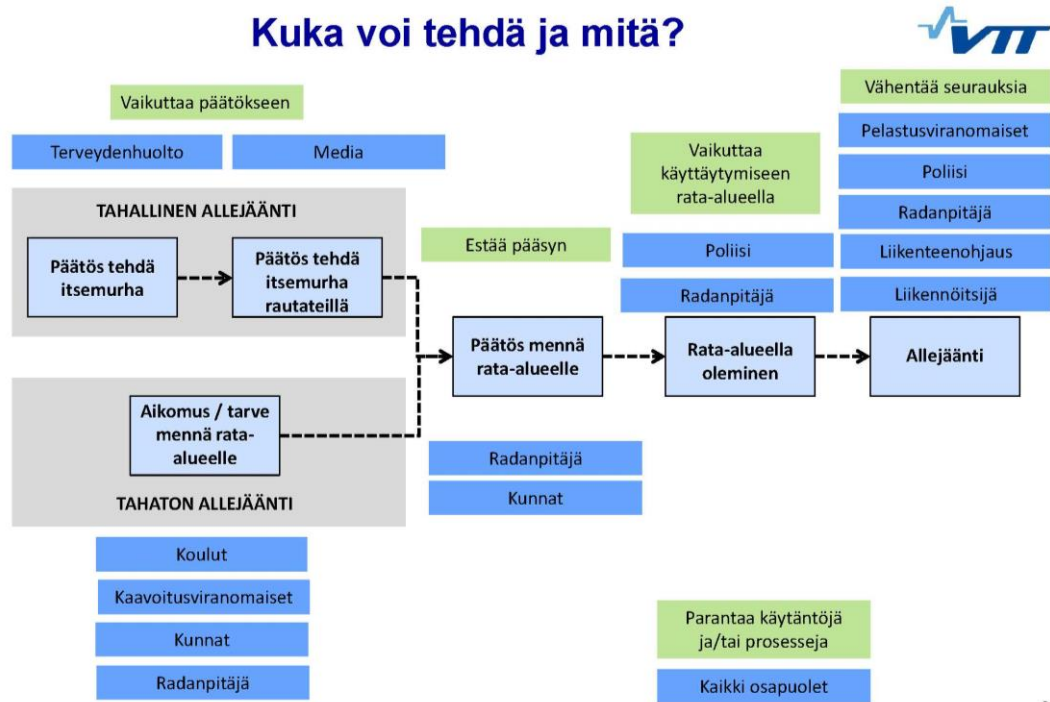 Kuka voi tehdä ja mitä?
VTT
Vaikuttaa päätökseen
Terveydenhuolto
Media
TAHALLINEN ALLEJÄÄNTI
Päätös tehdä
itsemurha
Päätös tehdä
itsemurha
rautateillä
Estää pääsyn
Vaikuttaa
käyttäytymiseen
rata-alueella
Poliisi
Radanpitäjä
Vähentää seurauksia
Pelastusviranomaiset
Poliisi
Radanpitäjä
Liikenteenohjaus
Liikennöitsijä
Päätös mennä
rata-alueelle
Rata-alueella
oleminen
Allejäänti
Aikomus / tarve
mennä rata-
alueelle
TAHATON ALLEJÄÄNTI
Radanpitäjä
Kunnat
Koulut
Kaavoitusviranomaiset
Kunnat
Radanpitäjä
Parantaa käytäntöjä
ja/tai prosesseja
Kaikki osapuolet